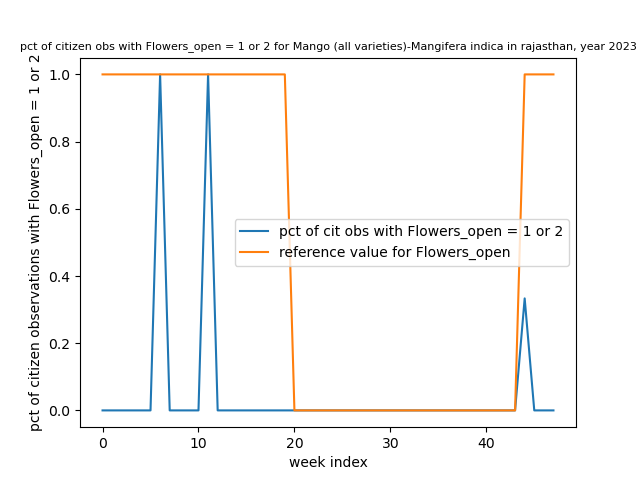 pct of citizen obs with Flowers_open = 1 or 2 for Mango (all varieties)-Mangifera indica in rajasthan, year 2023
pct of citizen observations with Flowers_open = 1 or 2
1.0
0.8
0.6
0.4
0.2
0.0
pct of cit obs with Flowers_open = 1 or 2
reference value for Flowers_open
0 10 20 30 40
week index